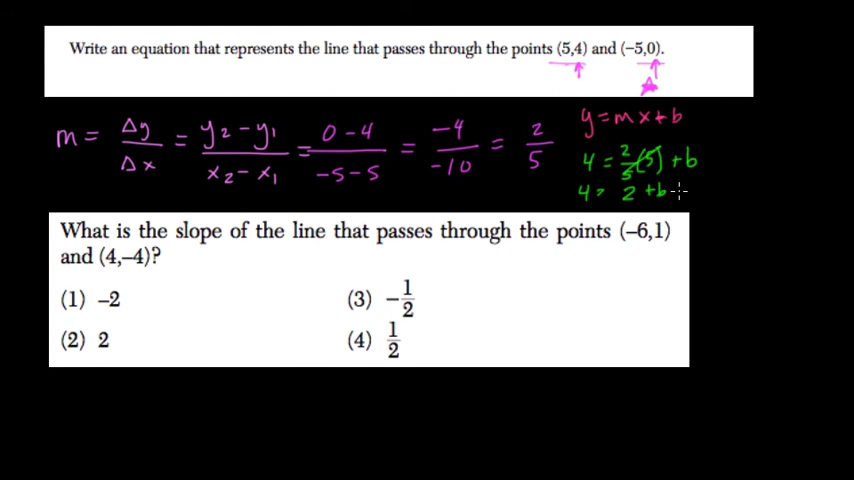 Write an equation that represents the line that passes through the points (5,4) and (−5,0).
m = Δy/Δx = y₂ - y₁/x₂ - x₁ = 0 - 4/-5 - 5 = -4/-10 = 2/5
y = mx + b
4 = 2/5(5) + b
4 = 2 + b
What is the slope of the line that passes through the points (−6,1)
and (4,−4)?
(1) −2 (3) −1/2
(2) 2 (4) 1/2